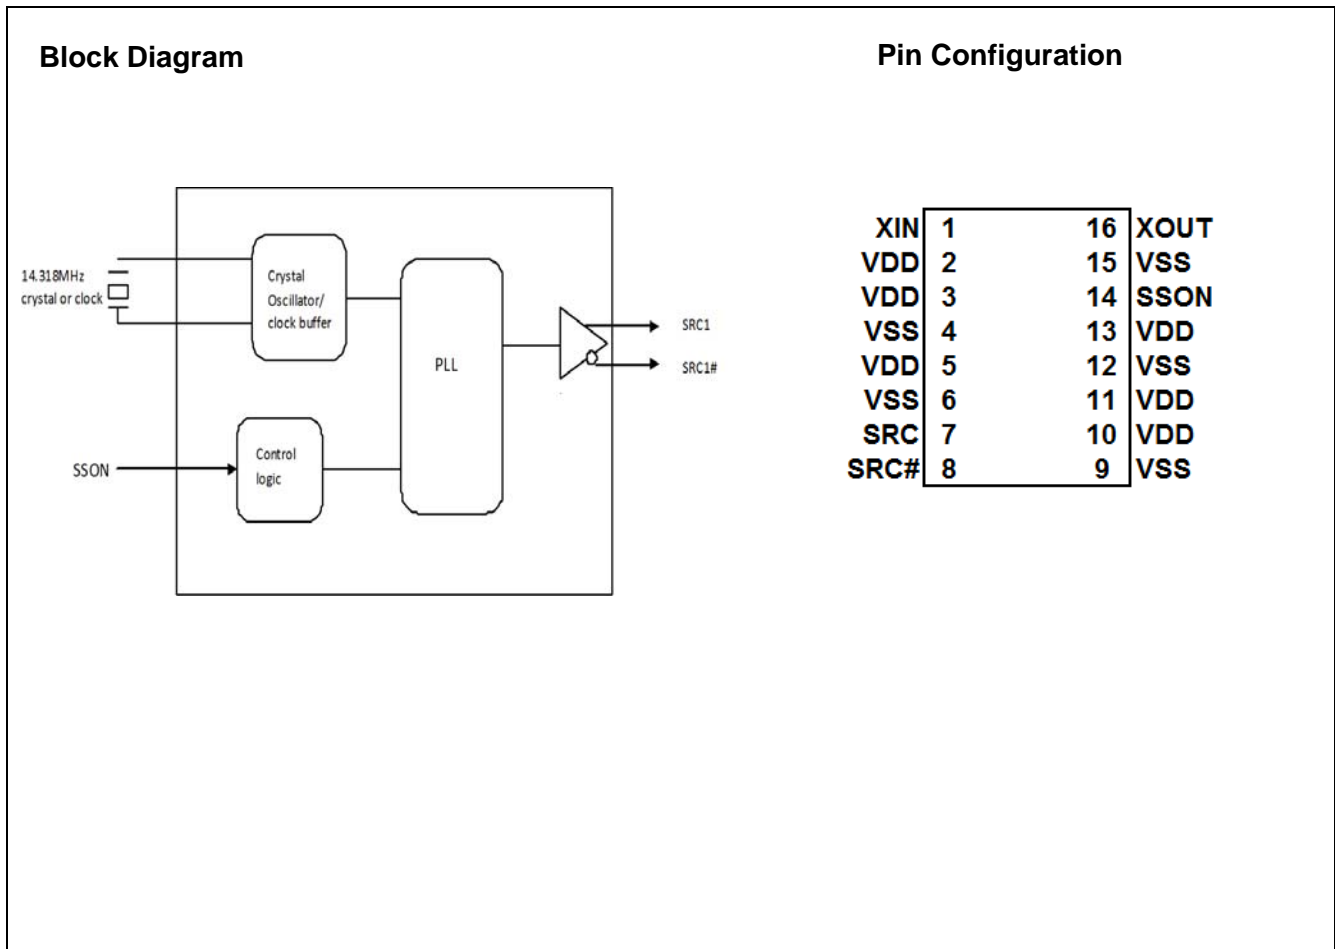 Block Diagram
Pin Configuration
14.318MHz
crystal or clock
Crystal
Oscillator/
clock buffer
PLL
SRC1
SRC1#
SSON
Control
logic
XIN 1 16 XOUT
VDD 2 15 VSS
VDD 3 14 SSON
VSS 4 13 VDD
VDD 5 12 VSS
VSS 6 11 VDD
SRC 7 10 VDD
SRC# 8 9 VSS